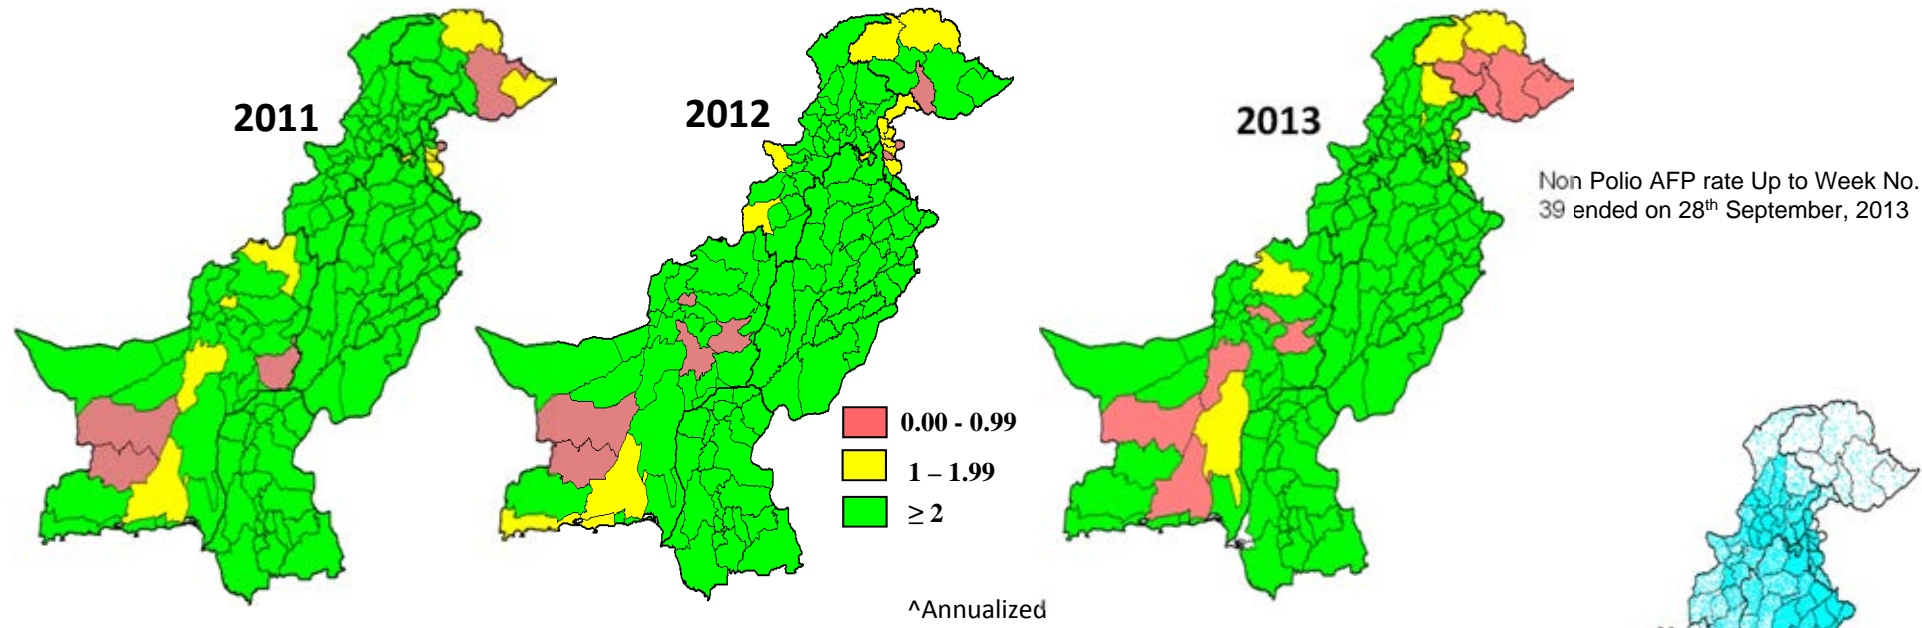 2011
2012
2013
Non Polio AFP rate Up to Week No.
39 ended on 28th September, 2013
0.00 - 0.99
1 – 1.99
≥ 2
^Annualized